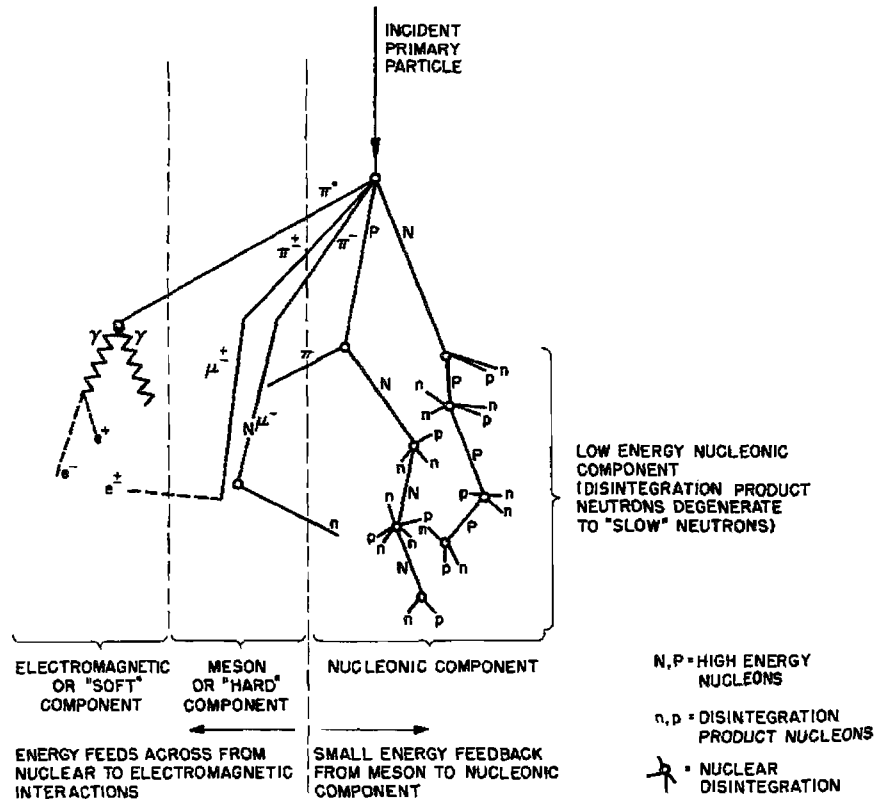 INCIDENT
PRIMARY
PARTICLE
π°
π±
π-
P
N
γ γ
μ±
π
N
μ-
e+
e-
e±
n
N
n
p
P
n
n
n
p
P
n
p
n
n
N
p
n
n
P
n
p
n
n
p
n
n
N
P
p
n
n
p
LOW ENERGY NUCLEONIC
COMPONENT
(DISINTEGRATION PRODUCT
NEUTRONS DEGENERATE
TO "SLOW" NEUTRONS)
ELECTROMAGNETIC
OR "SOFT"
COMPONENT
MESON
OR "HARD"
COMPONENT
NUCLEONIC COMPONENT
ENERGY FEEDS ACROSS FROM
NUCLEAR TO ELECTROMAGNETIC
INTERACTIONS
SMALL ENERGY FEEDBACK
FROM MESON TO NUCLEONIC
COMPONENT
N,P = HIGH ENERGY
NUCLEONS
n,p = DISINTEGRATION
PRODUCT NUCLEONS
= NUCLEAR
DISINTEGRATION